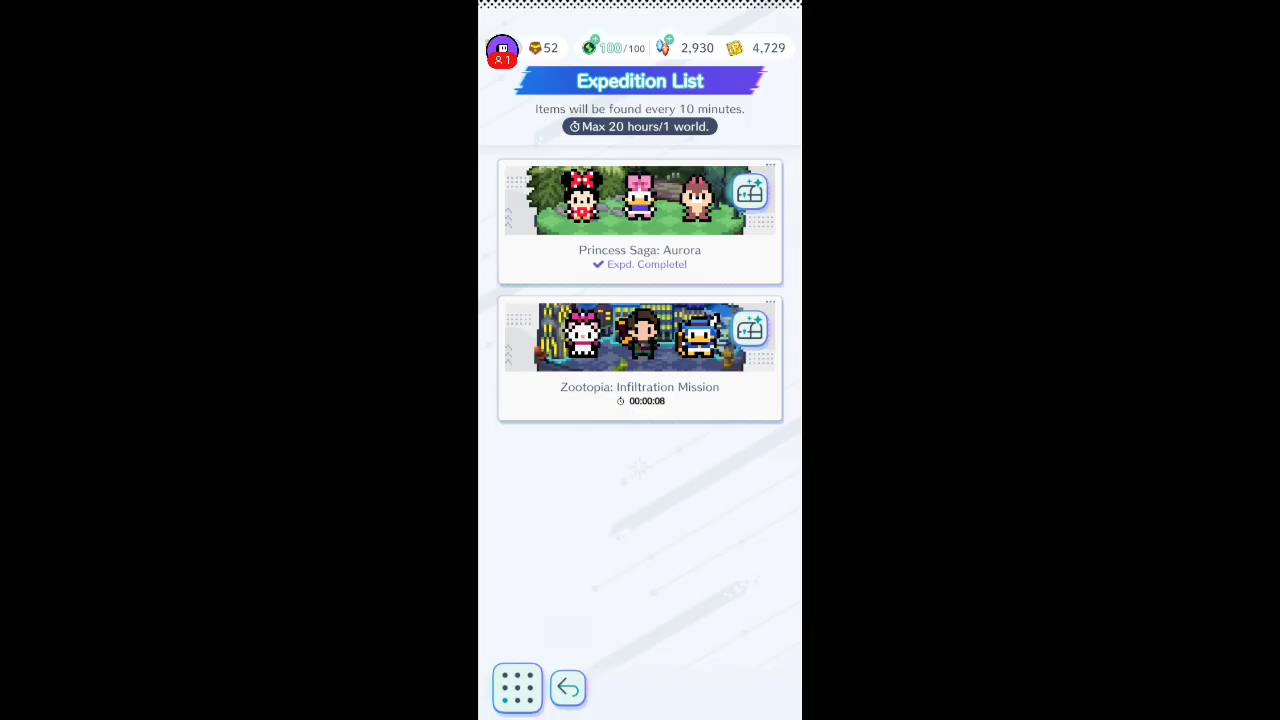 52
100/100
2,930
4,729
1
Expedition List
Items will be found every 10 minutes.
Max 20 hours/1 world.
Princess Saga: Aurora
Expd. Complete!
Zootopia: Infiltration Mission
00:00:08